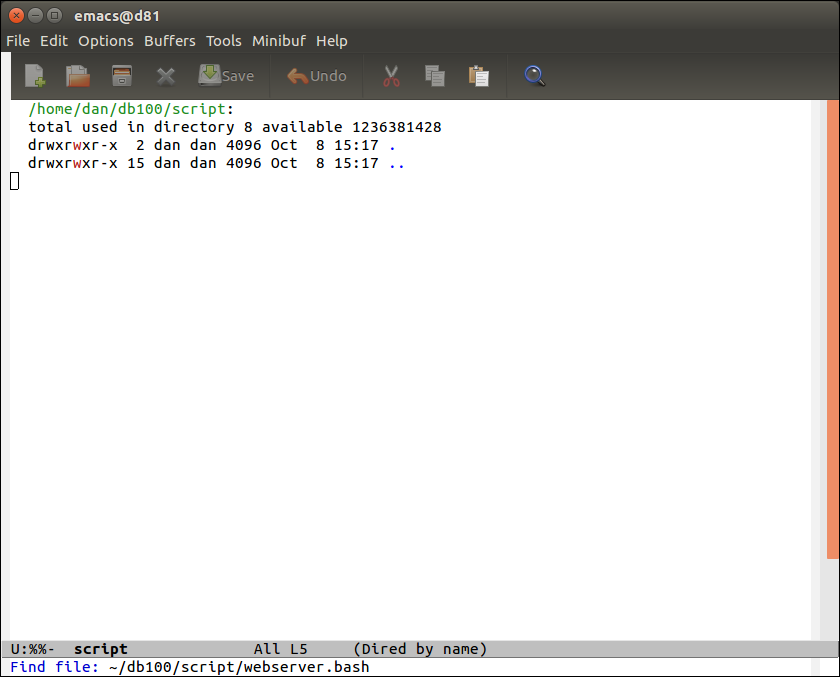 emacs@d81
File Edit Options Buffers Tools Minibuf Help
Save Undo
/home/dan/db100/script:
total used in directory 8 available 1236381428
drwxrwxr-x  2 dan dan 4096 Oct  8 15:17 .
drwxrwxr-x 15 dan dan 4096 Oct  8 15:17 ..
U:%%-  script              All L5     (Dired by name)
Find file: ~/db100/script/webserver.bash